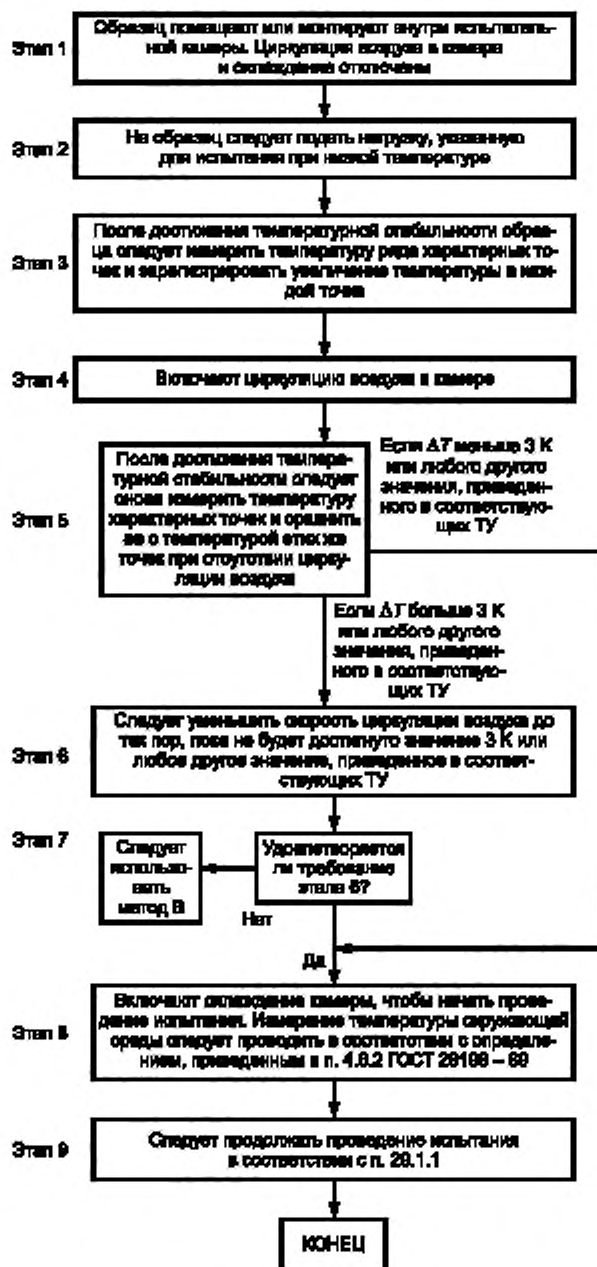 Этап 1
Образец помещают или монтируют внутри испытатель-
ной камеры. Циркуляция воздуха в камере
и охлаждение отключены
Этап 2
На образец следует подать нагрузку, указанную
для испытания при низкой температуре
Этап 3
После достижения температурной стабильности образ-
ца следует измерить температуру ряда характерных то-
чек и зарегистрировать увеличение температуры в каж-
дой точке
Этап 4
Включают циркуляцию воздуха в камере
Этап 5
После достижения темпера-
турной стабильности следует
снова измерить температуру
характерных точек и сравнить
ее с температурой этих же
точек при отсутствии цирку-
ляции воздуха
Если ΔT меньше 3 К
или любого другого
значения, приведен-
ного в соответствую-
щих ТУ
Если ΔT больше 3 К
или любого другого
значения, приведен-
ного в соответствую-
щих ТУ
Этап 6
Следует уменьшить скорость циркуляции воздуха до
тех пор, пока не будет достигнуто значение 3 К или
любое другое значение, приведенное в соответ-
ствующих ТУ
Этап 7
Следует
использо-
вать
метод В
Удовлетворяется
ли требование
этапа 6?
Нет
Да
Этап 8
Включают охлаждение камеры, чтобы начать прове-
дение испытания. Измерение температуры окружающей
среды следует проводить в соответствии с определе-
нием, приведенным в п. 4.6.2 ГОСТ
Этап 9
Следует продолжать проведение испытания
в соответствии с п.
КОНЕЦ